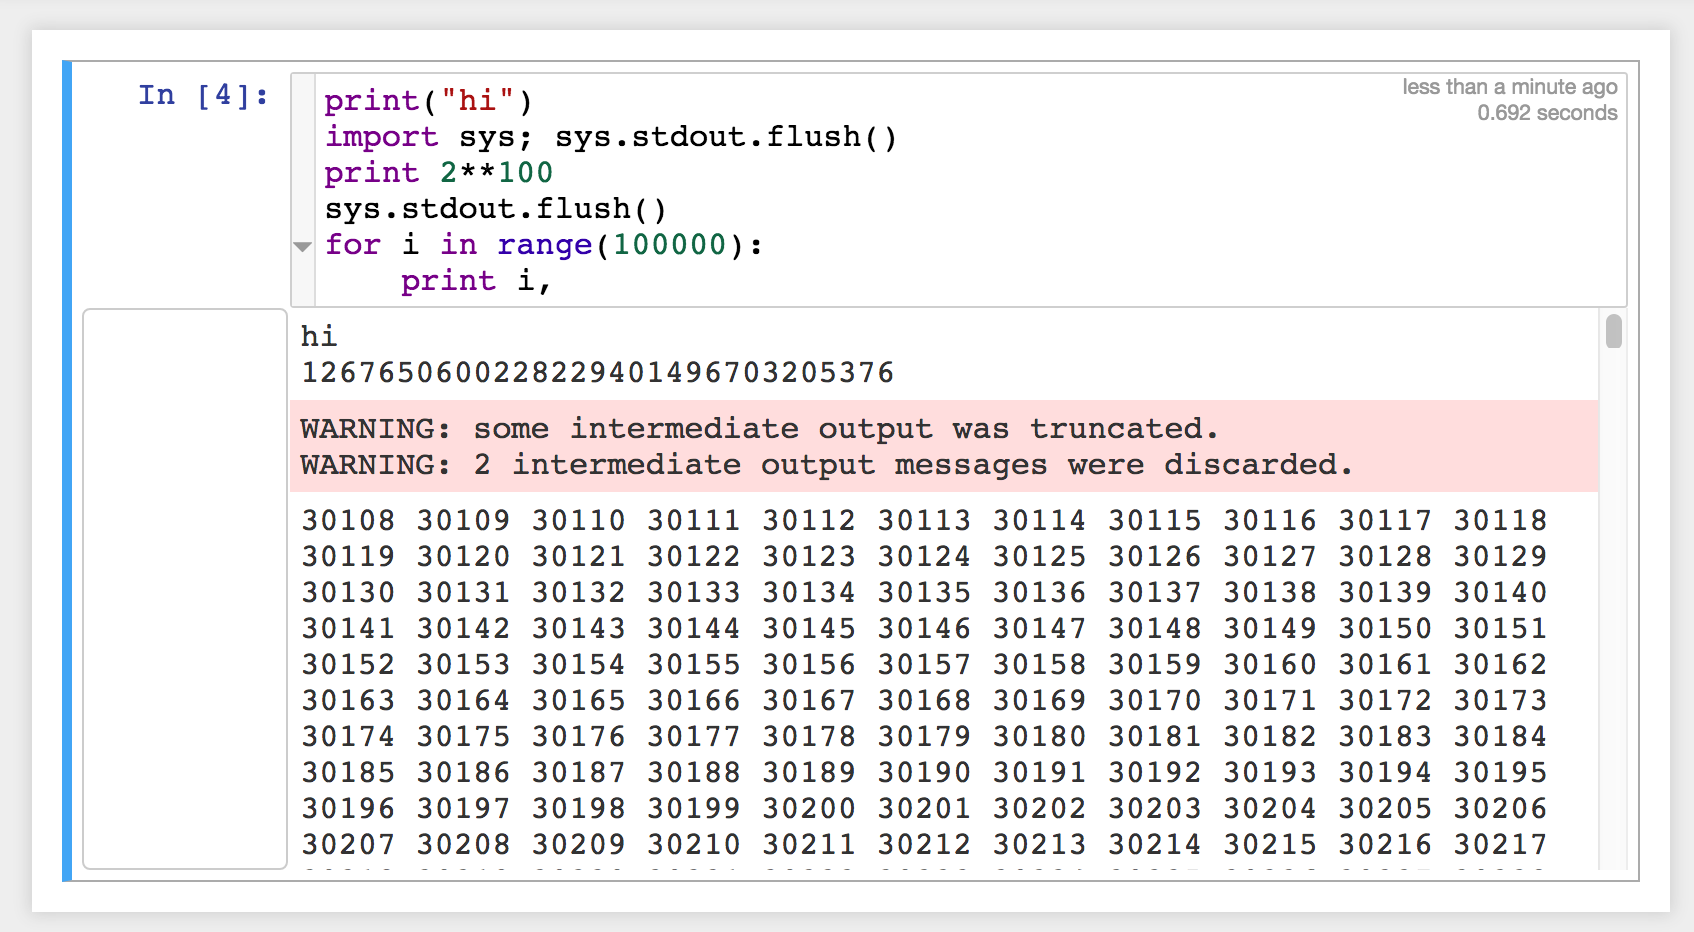 In [4]:
print("hi")
import sys; sys.stdout.flush()
print 2**100
sys.stdout.flush()
for i in range(100000):
    print i,
less than a minute ago
0.692 seconds
hi
1267650600228229401496703205376
WARNING: some intermediate output was truncated.
WARNING: 2 intermediate output messages were discarded.
30108 30109 30110 30111 30112 30113 30114 30115 30116 30117 30118
30119 30120 30121 30122 30123 30124 30125 30126 30127 30128 30129
30130 30131 30132 30133 30134 30135 30136 30137 30138 30139 30140
30141 30142 30143 30144 30145 30146 30147 30148 30149 30150 30151
30152 30153 30154 30155 30156 30157 30158 30159 30160 30161 30162
30163 30164 30165 30166 30167 30168 30169 30170 30171 30172 30173
30174 30175 30176 30177 30178 30179 30180 30181 30182 30183 30184
30185 30186 30187 30188 30189 30190 30191 30192 30193 30194 30195
30196 30197 30198 30199 30200 30201 30202 30203 30204 30205 30206
30207 30208 30209 30210 30211 30212 30213 30214 30215 30216 30217